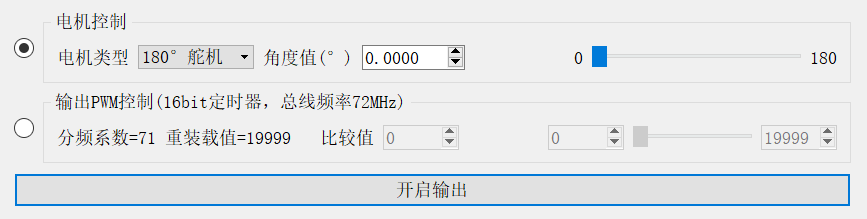 电机控制
电机类型 180°舵机 角度值(°) 0.0000 0 180
输出PWM控制(16bit定时器，总线频率72MHz)
分频系数=71 重装载值=19999 比较值 0 0 19999
开启输出